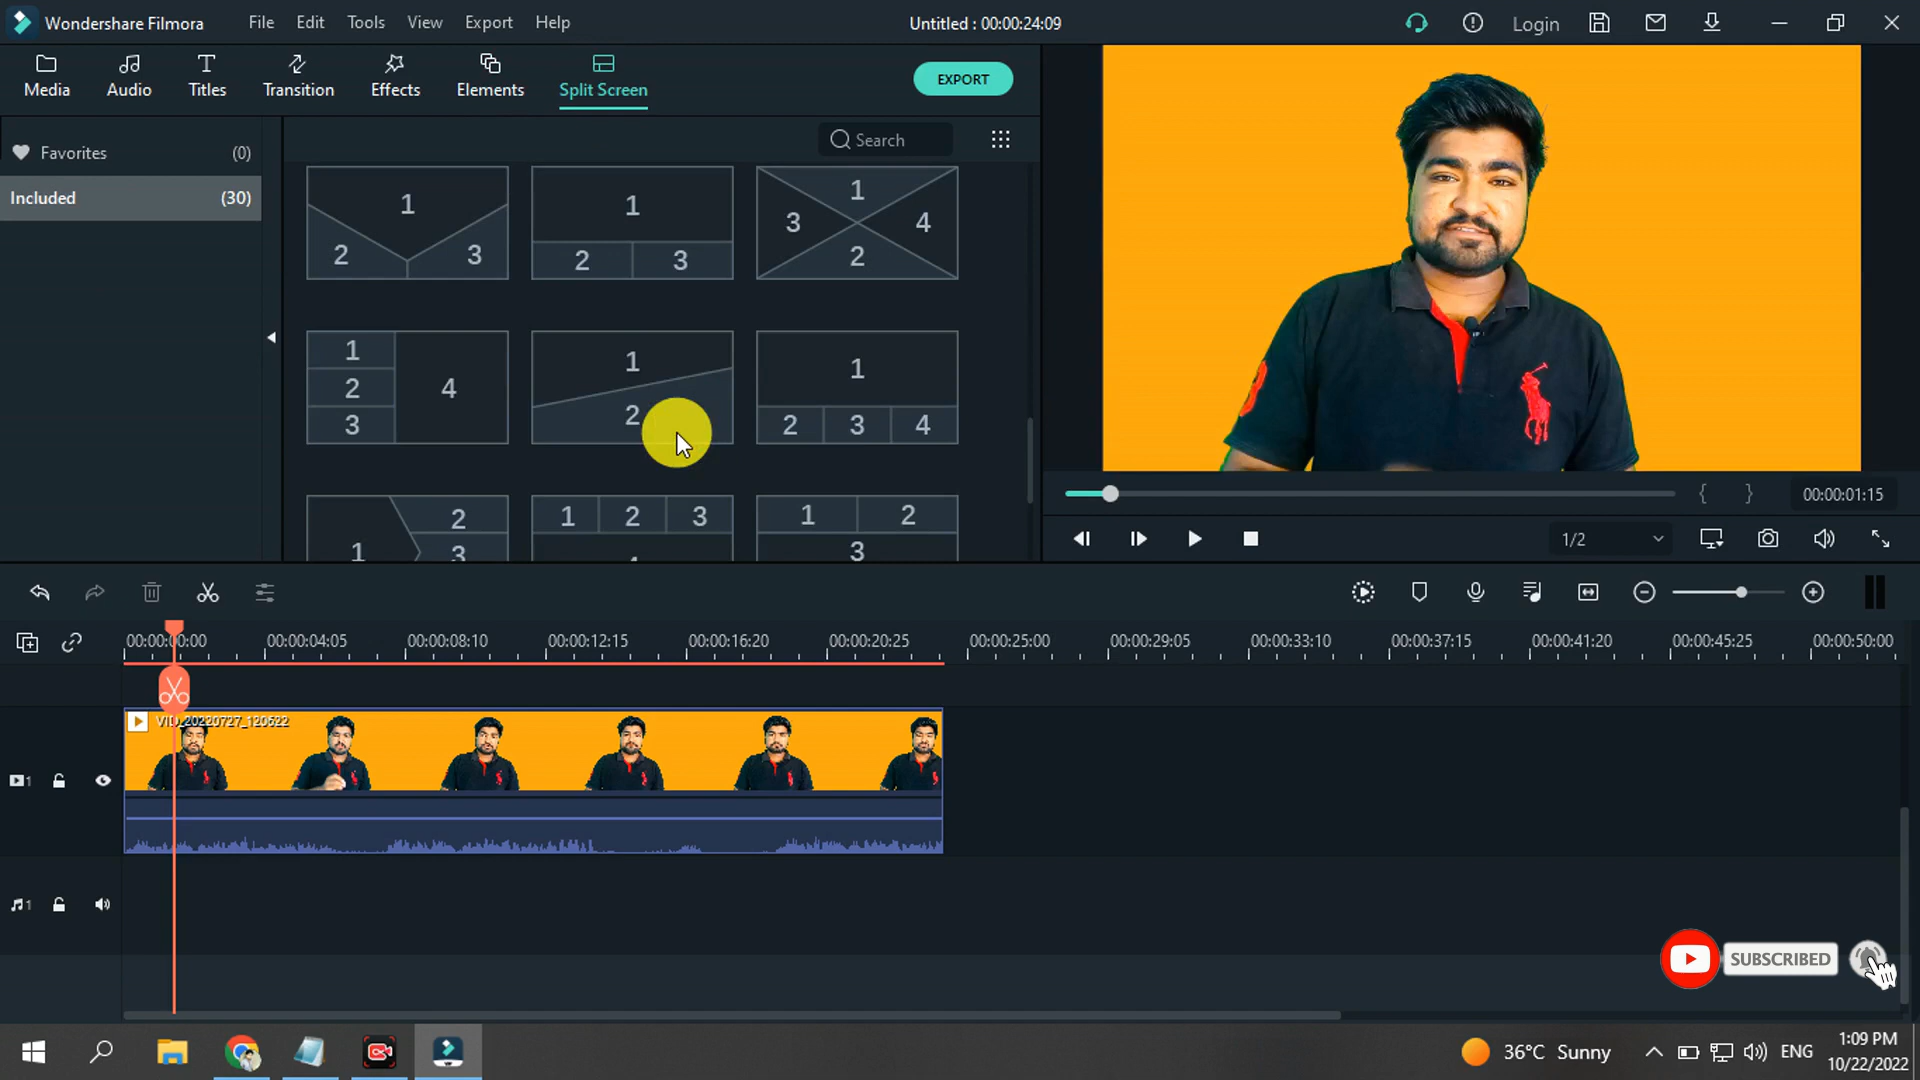 Wondershare Filmora File Edit Tools View Export Help Untitled : 00:00:24:09 Login
Media Audio Titles Transition Effects Elements Split Screen EXPORT
Favorites (0) Search
Included (30)
1 2 3
1 2 3
1 3 4 2
1 2 3 4
1 2
1 2 3 4
1 2 3
1 2 3
1 2 3
1/2 00:00:01:15
00:00:00:00 00:00:04:05 00:00:08:10 00:00:12:15 00:00:16:20 00:00:20:25 00:00:25:00 00:00:29:05 00:00:33:10 00:00:37:15 00:00:41:20 00:00:45:25 00:00:50:00
VID_20220727_120622
1
1
SUBSCRIBED
36°C Sunny ENG 1:09 PM
10/22/2022